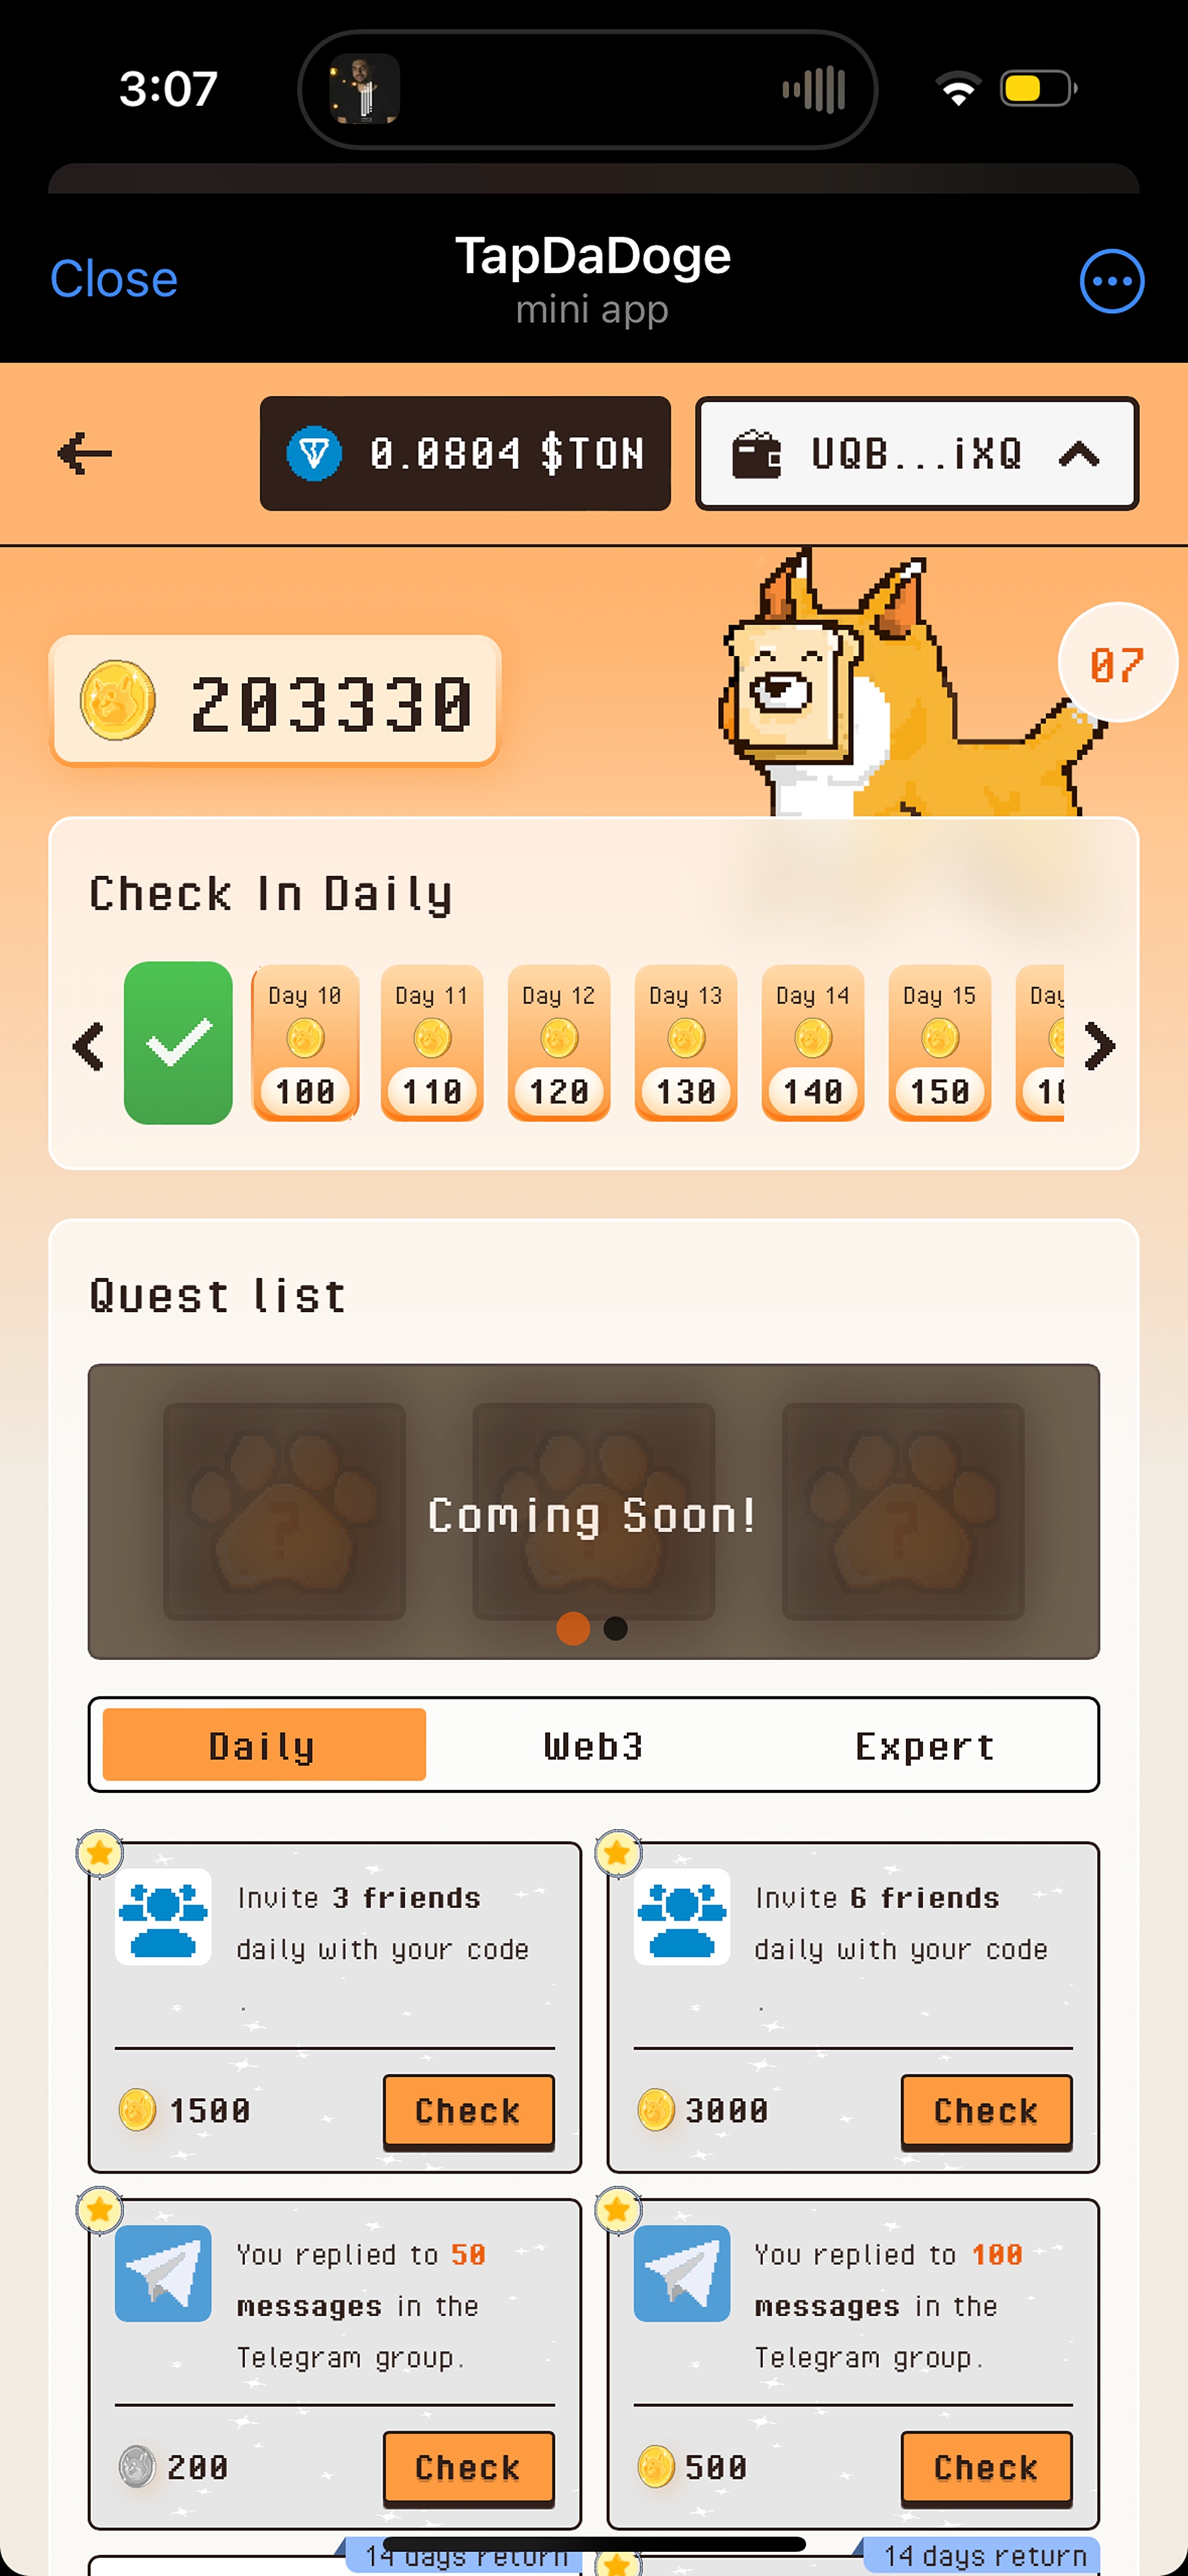 3:07
Close
TapDaDoge
mini app
0.0804 $TON
UQB...iXQ
203330
07
Check In Daily
Day 10
Day 11
Day 12
Day 13
Day 14
Day 15
Day
100
110
120
130
140
150
Quest list
Coming Soon!
Daily
Web3
Expert
Invite 3 friends
daily with your code
.
1500
Check
Invite 6 friends
daily with your code
.
3000
Check
You replied to 50
messages in the
Telegram group.
200
Check
You replied to 100
messages in the
Telegram group.
500
Check
14 days return
14 days return